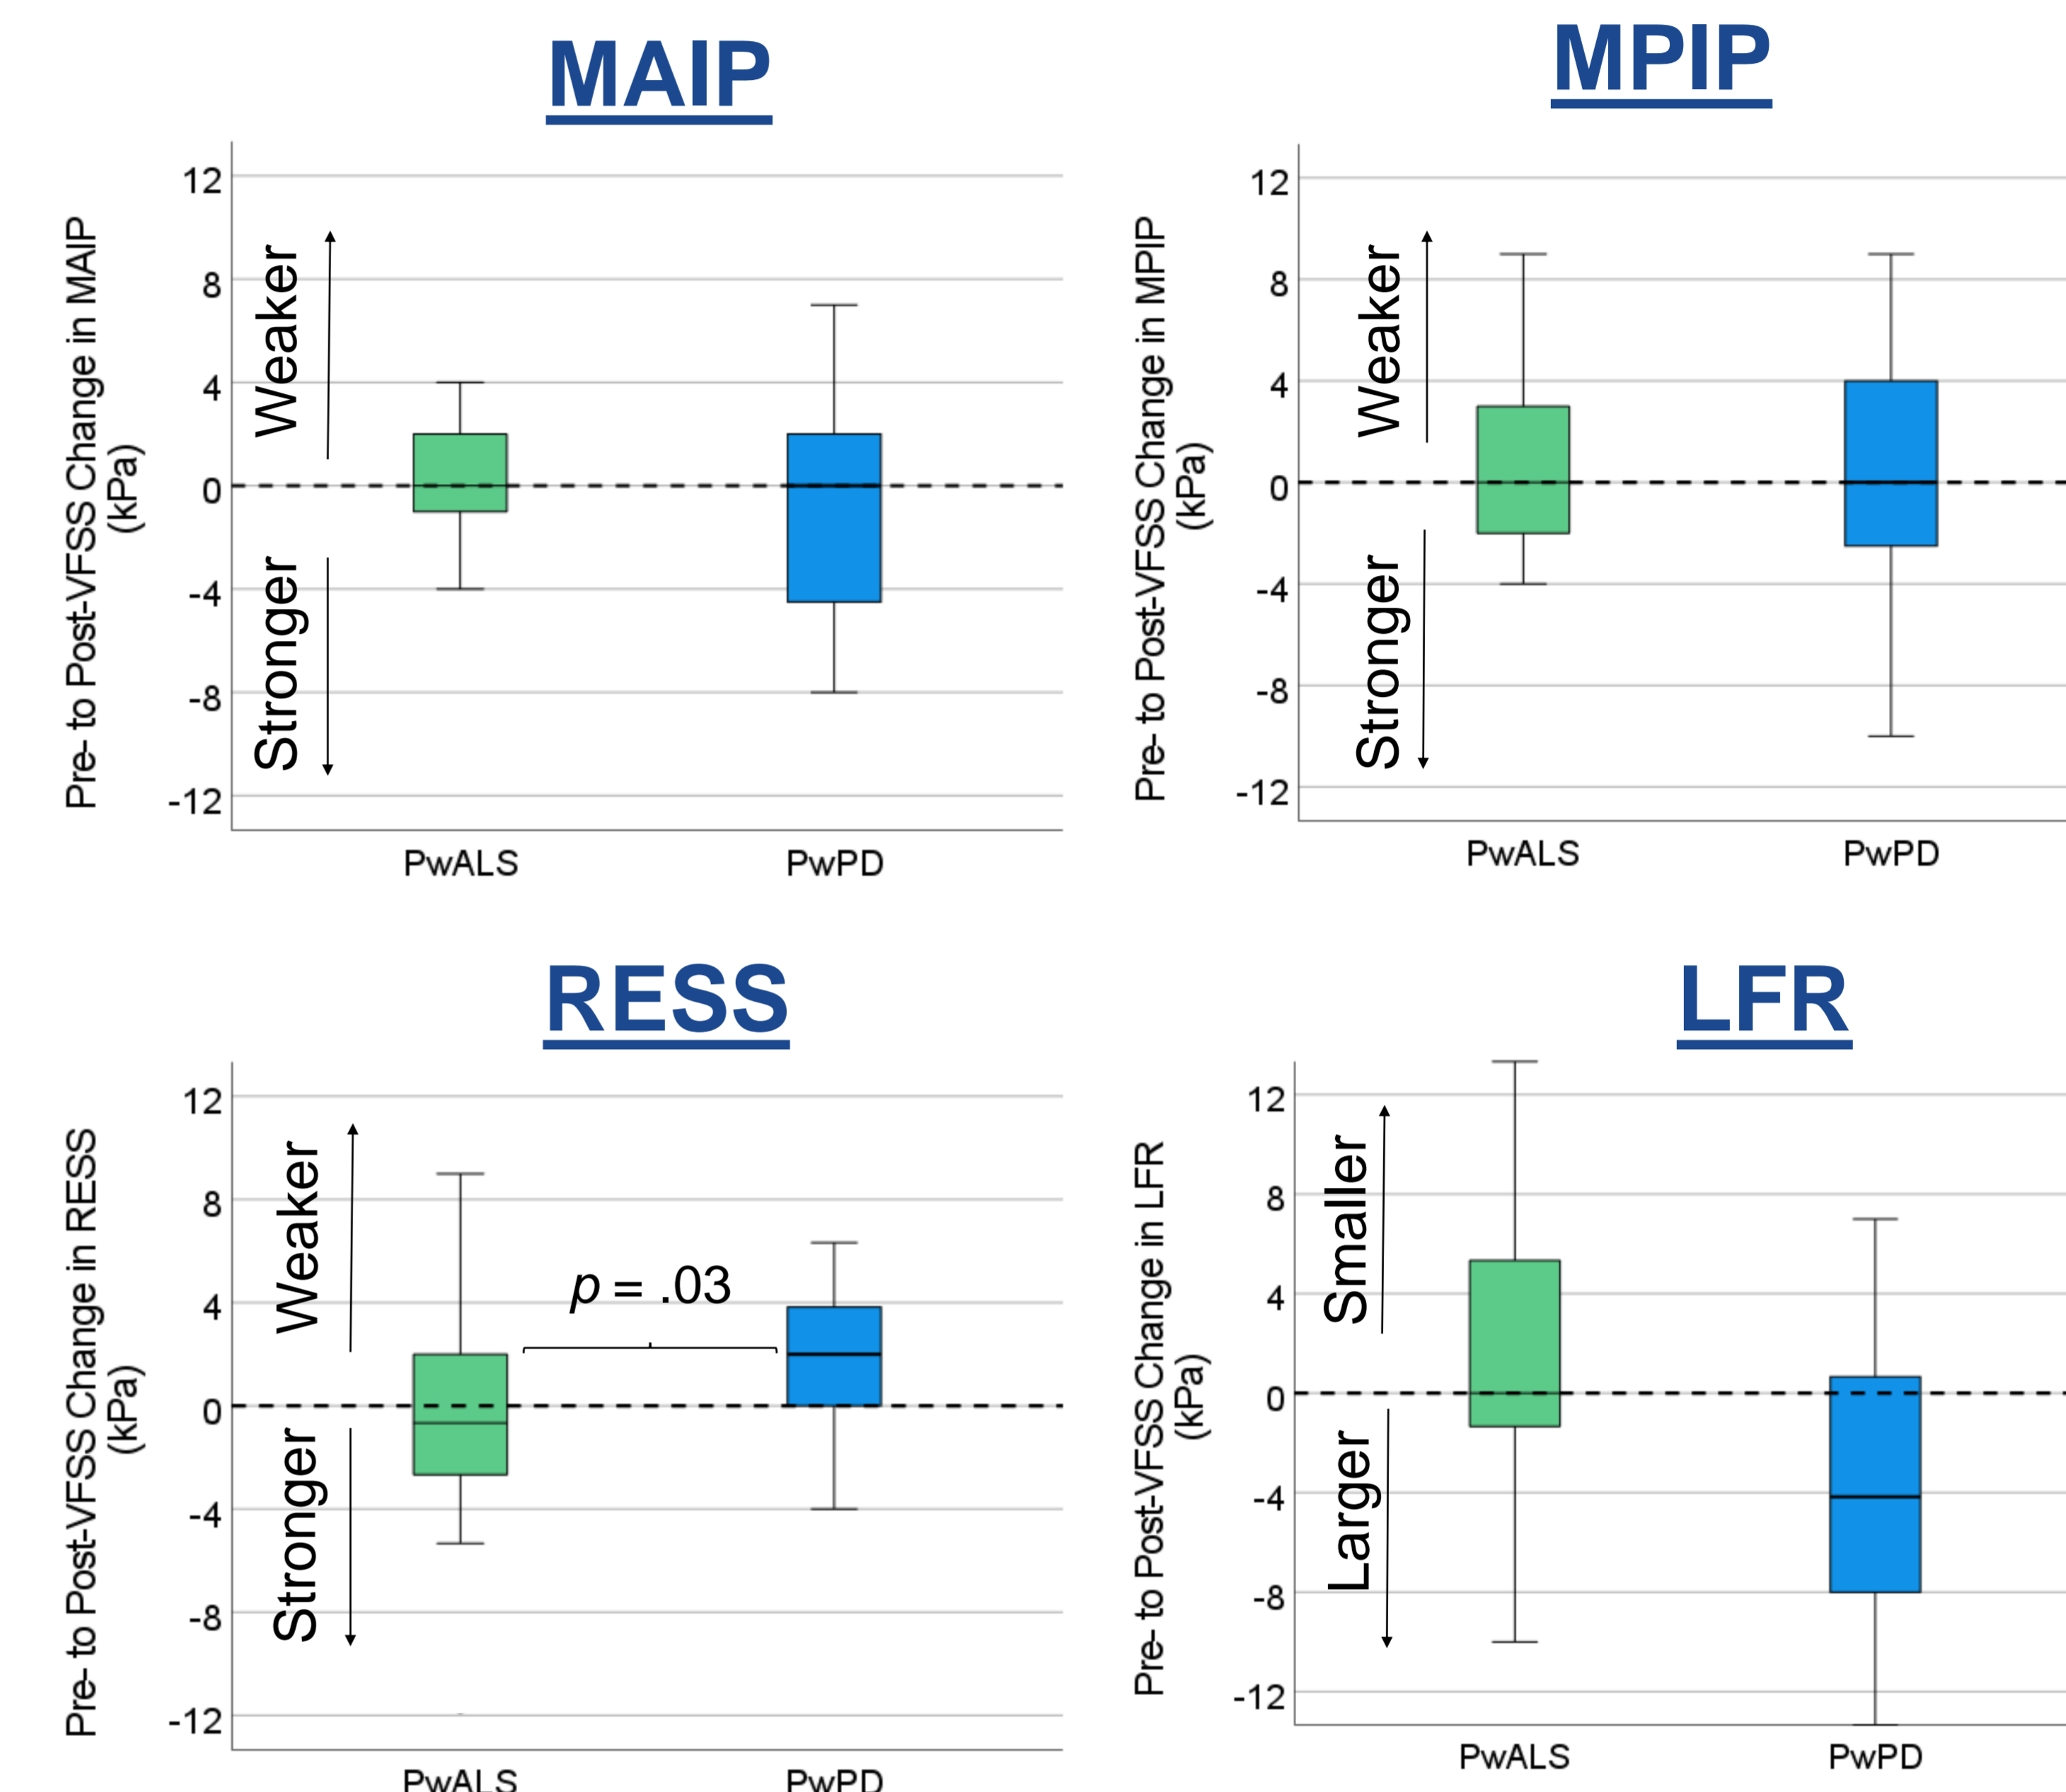 MAIP
Pre- to Post-VFSS Change in MAIP
(kPa)
12
8
4
0
-4
-8
-12
Weaker
Stronger
PwALS
PwPD
MPIP
Pre- to Post-VFSS Change in MPIP
(kPa)
12
8
4
0
-4
-8
-12
Weaker
Stronger
PwALS
PwPD
RESS
Pre- to Post-VFSS Change in RESS
(kPa)
12
8
4
0
-4
-8
-12
Weaker
Stronger
p = .03
PwALS
PwPD
LFR
Pre- to Post-VFSS Change in LFR
(kPa)
12
8
4
0
-4
-8
-12
Smaller
Larger
PwALS
PwPD